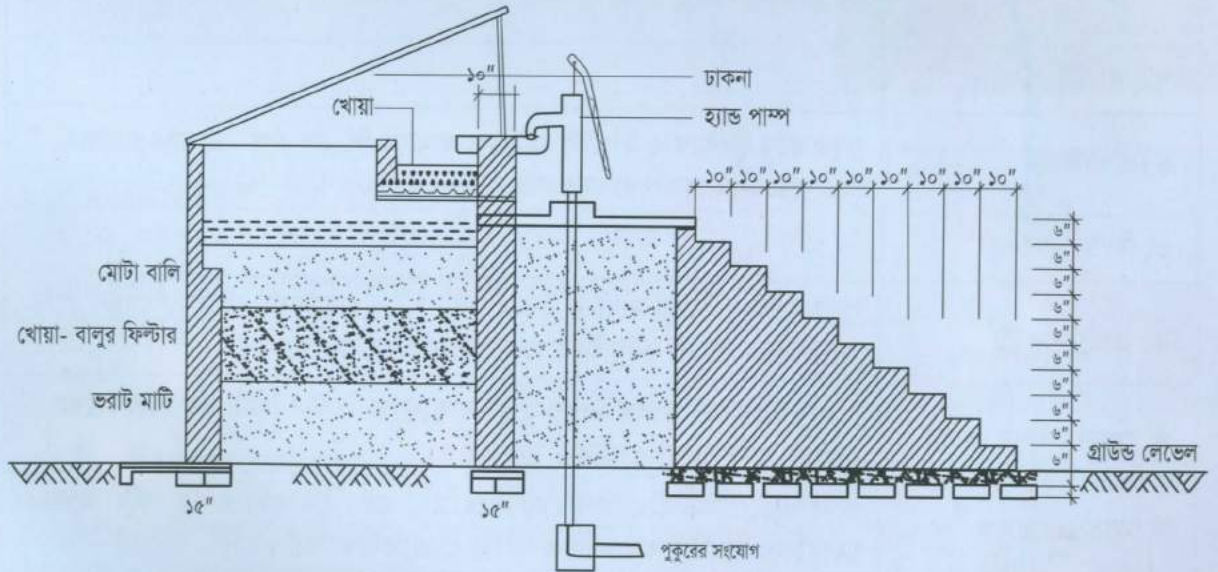 ১০"
ঢাকনা
খোয়া
হ্যান্ড পাম্প
১০" ১০" ১০" ১০" ১০" ১০" ১০" ১০" ১০"
৬"
৬"
৬"
৬"
৬"
৬"
৬"
৬"
৬"
৬"
মোটা বালি
খোয়া- বালুর ফিল্টার
ভরাট মাটি
গ্রাউন্ড লেভেল
১৫"
১৫"
পুকুরের সংযোগ